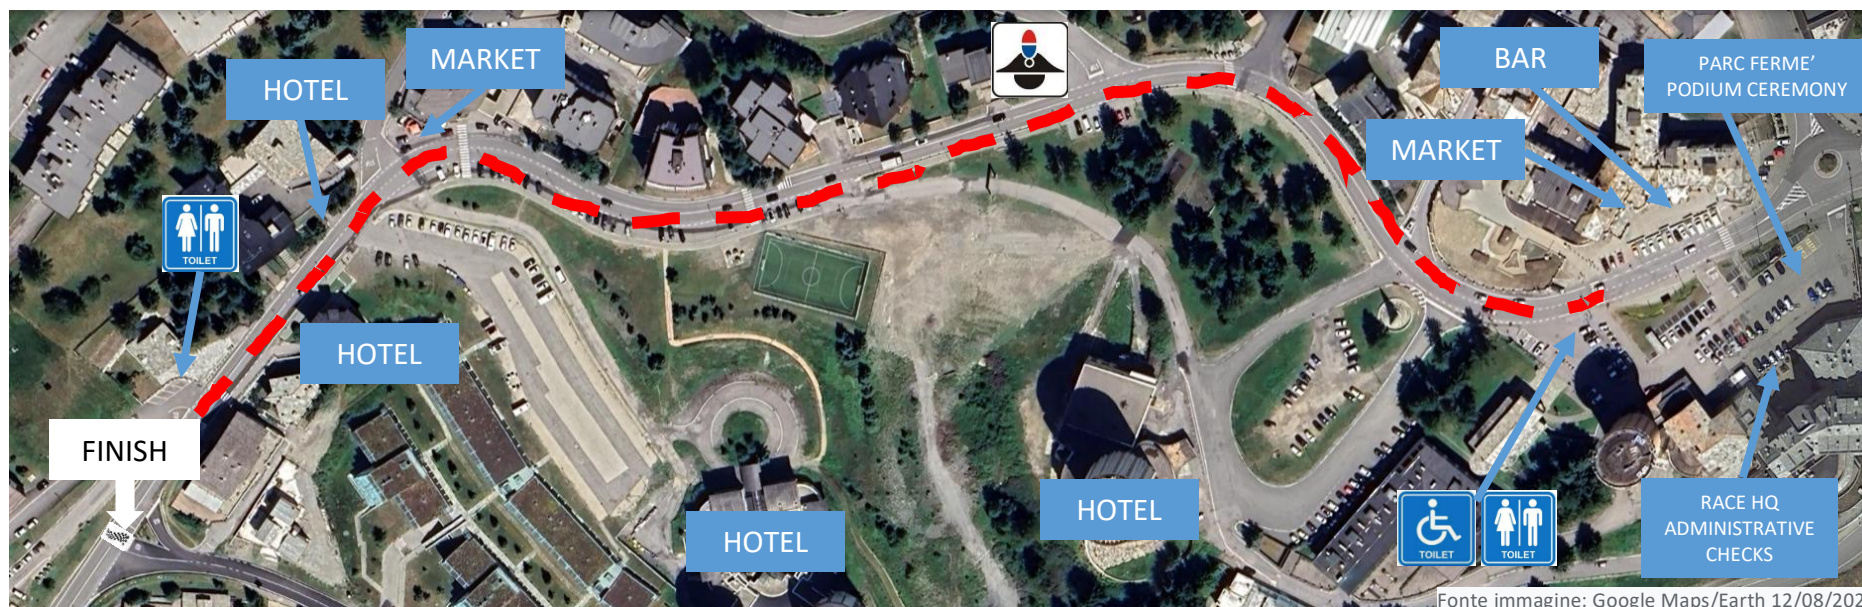 MARKET
HOTEL
BAR
PARC FERME’
PODIUM CEREMONY
MARKET
TOILET
HOTEL
FINISH
HOTEL
HOTEL
TOILET
TOILET
RACE HQ
ADMINISTRATIVE
CHECKS
Fonte immagine: Google Maps/Earth 12/08/202